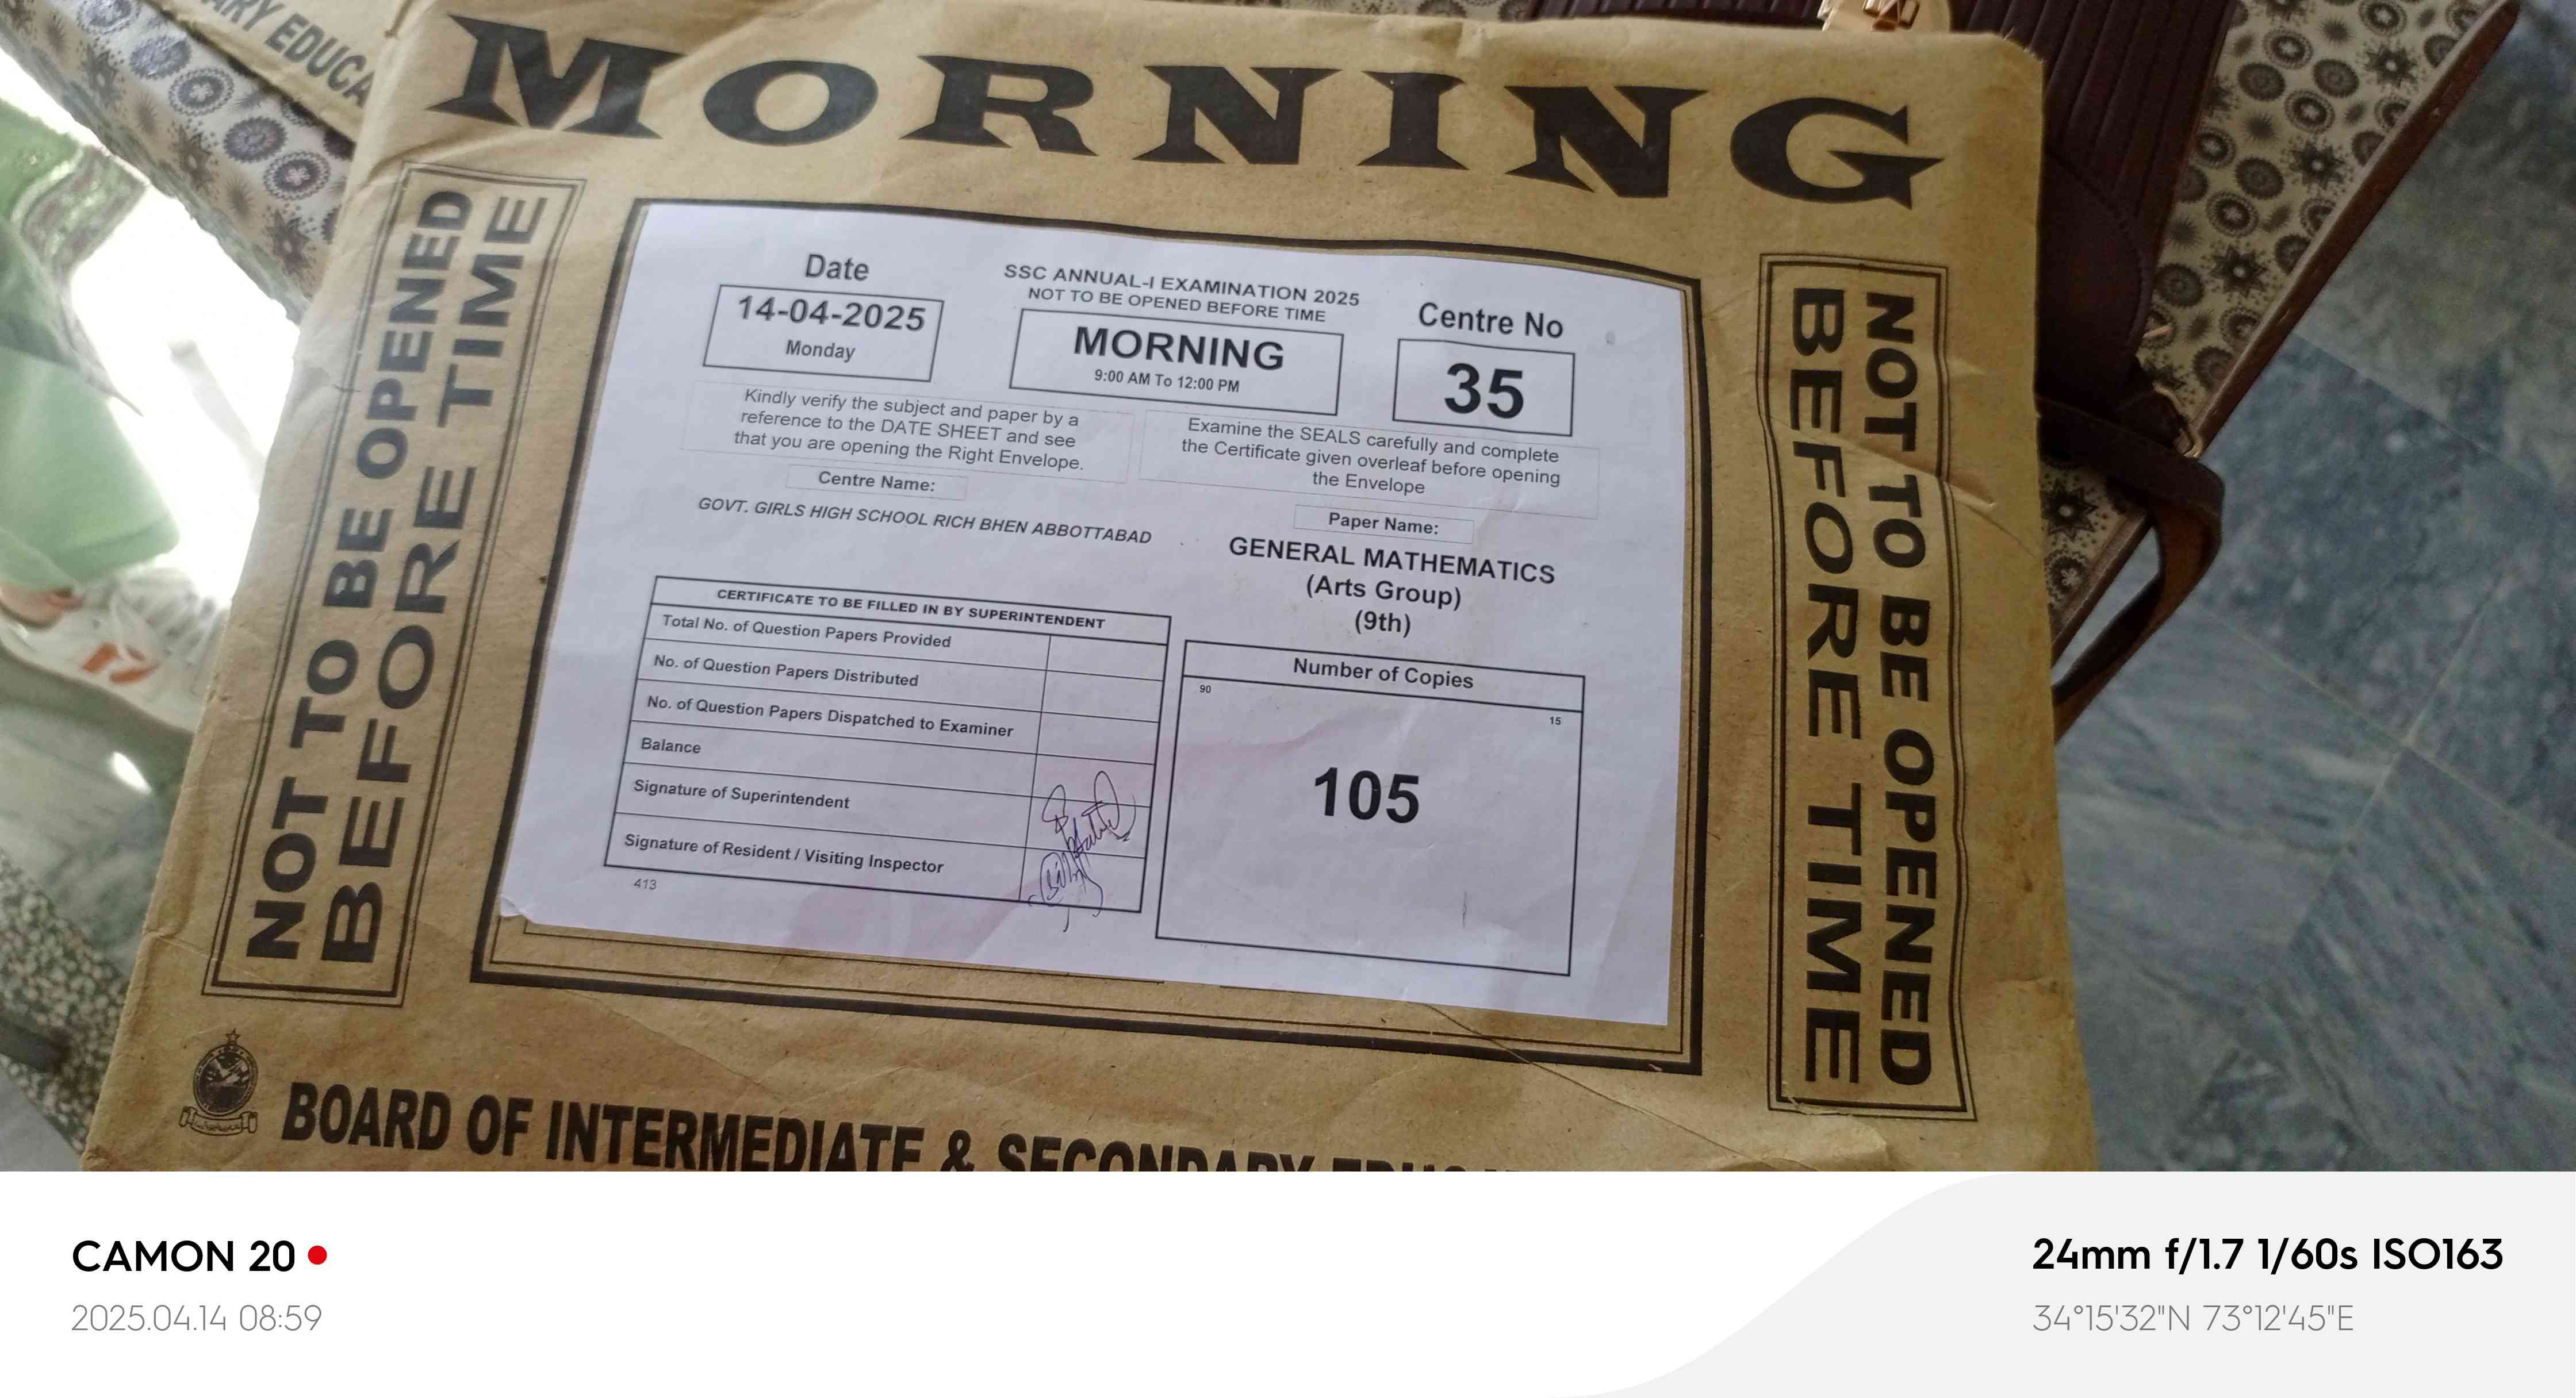 ARY EDUCA
MORNING
NOT TO BE OPENED
BEFORE TIME
Date
14-04-2025
Monday
SSC ANNUAL-I EXAMINATION 2025
NOT TO BE OPENED BEFORE TIME
MORNING
9:00 AM To 12:00 PM
Centre No
35
Kindly verify the subject and paper by a
reference to the DATE SHEET and see
that you are opening the Right Envelope.
Examine the SEALS carefully and complete
the Certificate given overleaf before opening
the Envelope
Centre Name:
GOVT. GIRLS HIGH SCHOOL RICH BHEN ABBOTTABAD
Paper Name:
GENERAL MATHEMATICS
(Arts Group)
(9th)
CERTIFICATE TO BE FILLED IN BY SUPERINTENDENT
Total No. of Question Papers Provided
No. of Question Papers Distributed
No. of Question Papers Dispatched to Examiner
Balance
Signature of Superintendent
Signature of Resident / Visiting Inspector
413
Number of Copies
90
15
105
NOT TO BE OPENED
BEFORE TIME
BOARD OF INTERMEDIATE & SECONDARY
CAMON 20
2025.04.14 08:59
24mm f/1.7 1/60s ISO163
34°15'32"N 73°12'45"E